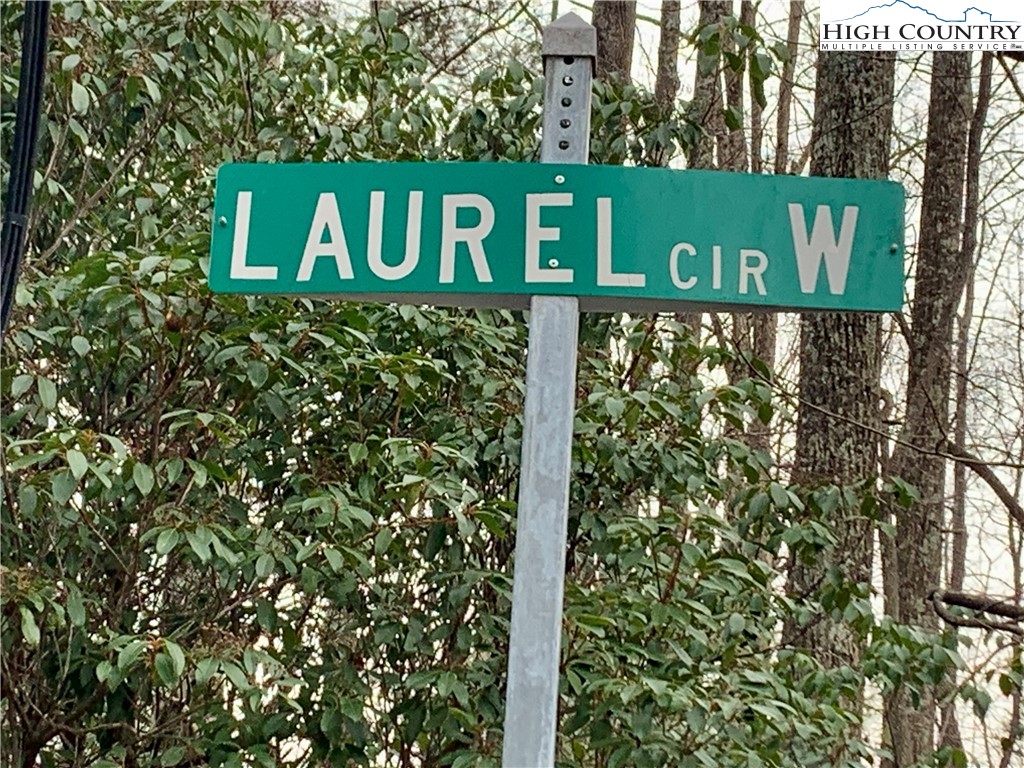 HIGH COUNTRY
MULTIPLE LISTING SERVICE
LAUREL CIR W